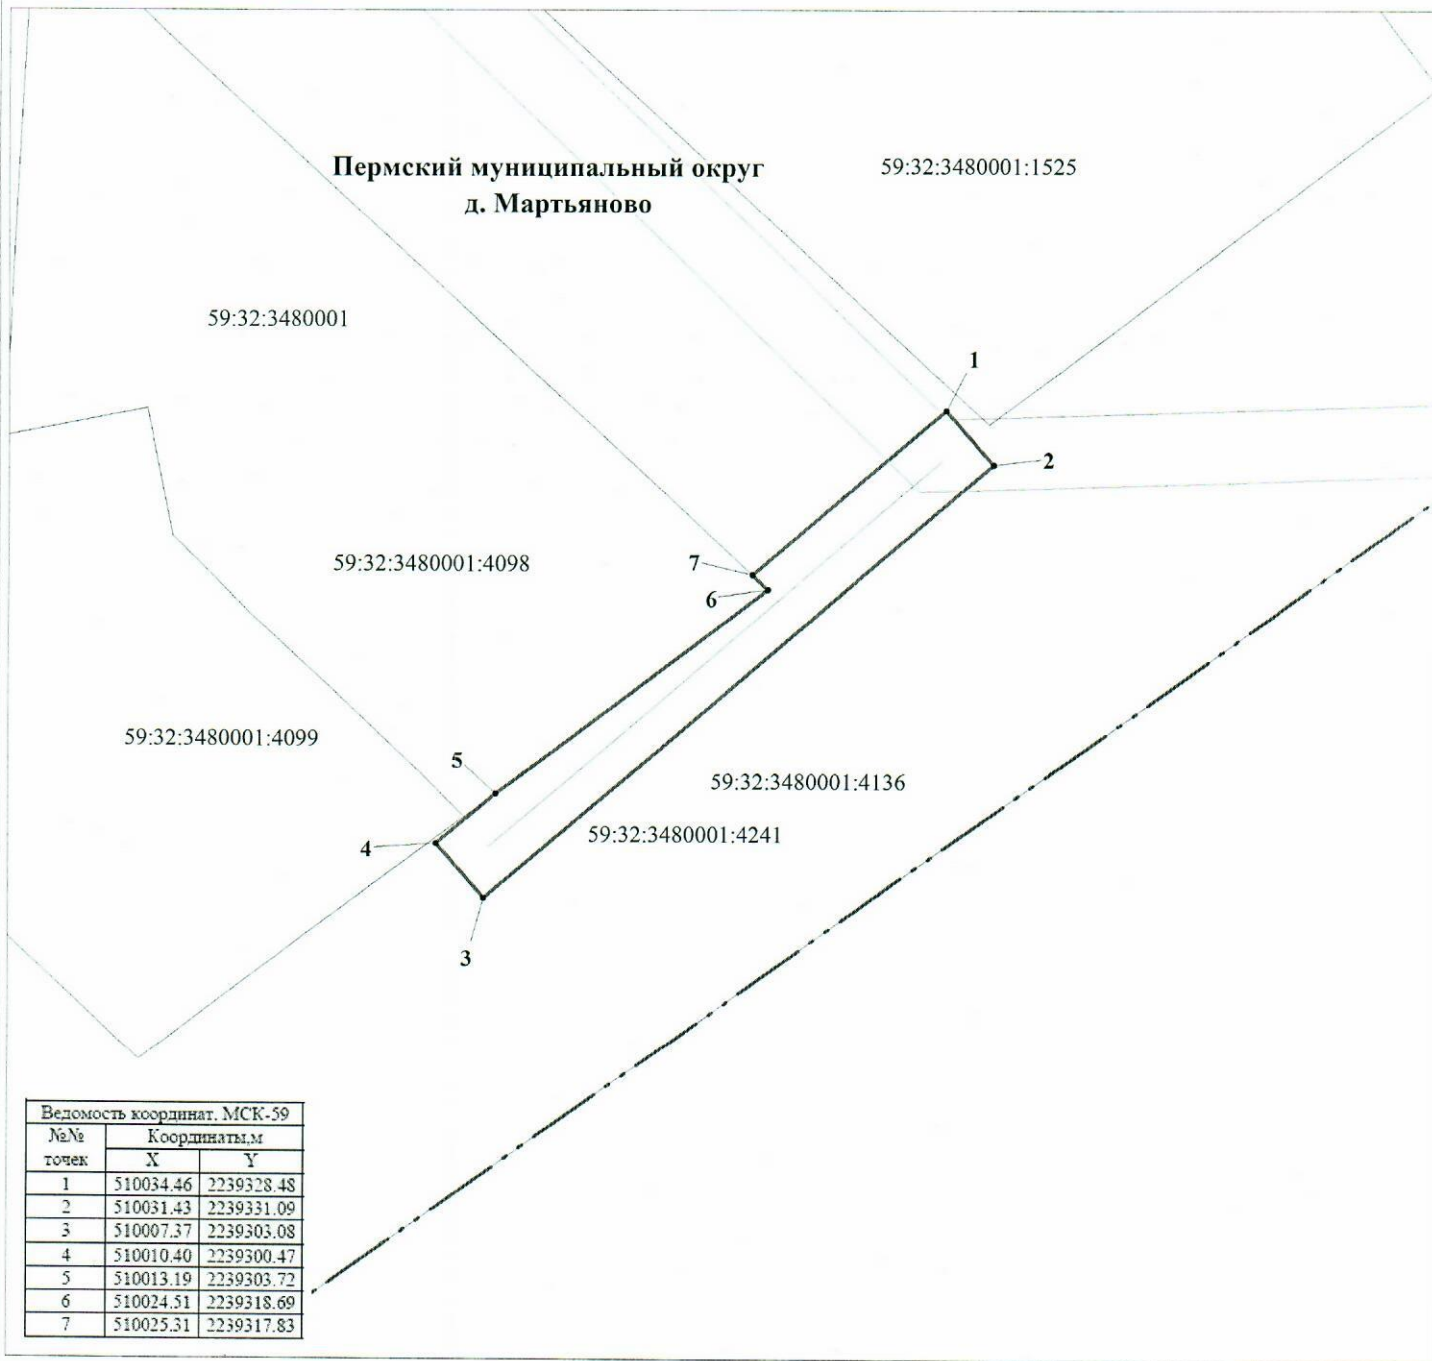 Пермский муниципальный округ
д. Мартьяново
59:32:3480001:1525
59:32:3480001
1
2
59:32:3480001:4098
7
6
59:32:3480001:4099
5
59:32:3480001:4136
59:32:3480001:4241
4
3
Ведомость координат. МСК-59
№№ точек Координаты,м
X Y
1 510034.46 2239328.48
2 510031.43 2239331.09
3 510007.37 2239303.08
4 510010.40 2239300.47
5 510013.19 2239303.72
6 510024.51 2239318.69
7 510025.31 2239317.83